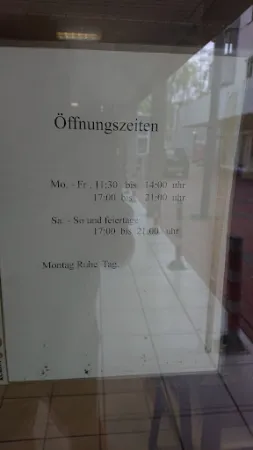 Öffnungszeiten
Mo. - Fr. 11:30 bis 14:00 uhr
17:00 bis 21:00 uhr
Sa. - So und feiertage
17:00 bis 21:00 uhr
Montag Ruhe Tag.